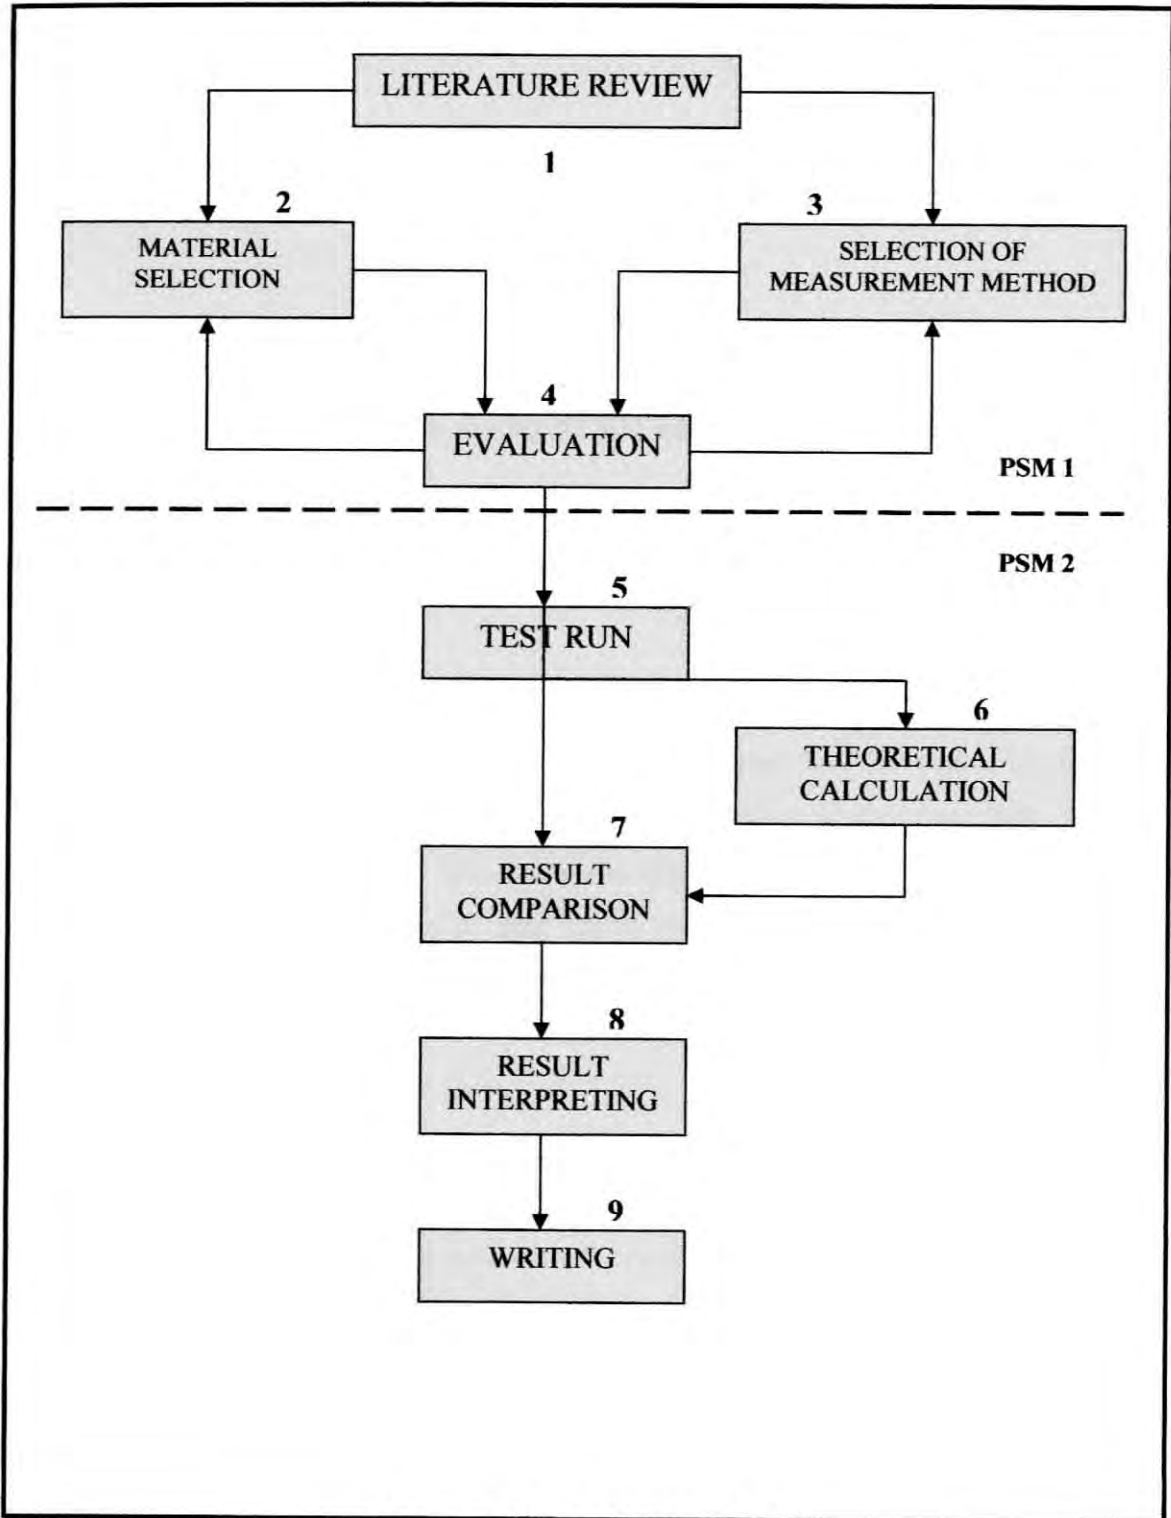 LITERATURE REVIEW
1
2
MATERIAL
SELECTION
3
SELECTION OF
MEASUREMENT METHOD
4
EVALUATION
PSM 1
PSM 2
5
TEST RUN
6
THEORETICAL
CALCULATION
7
RESULT
COMPARISON
8
RESULT
INTERPRETING
9
WRITING